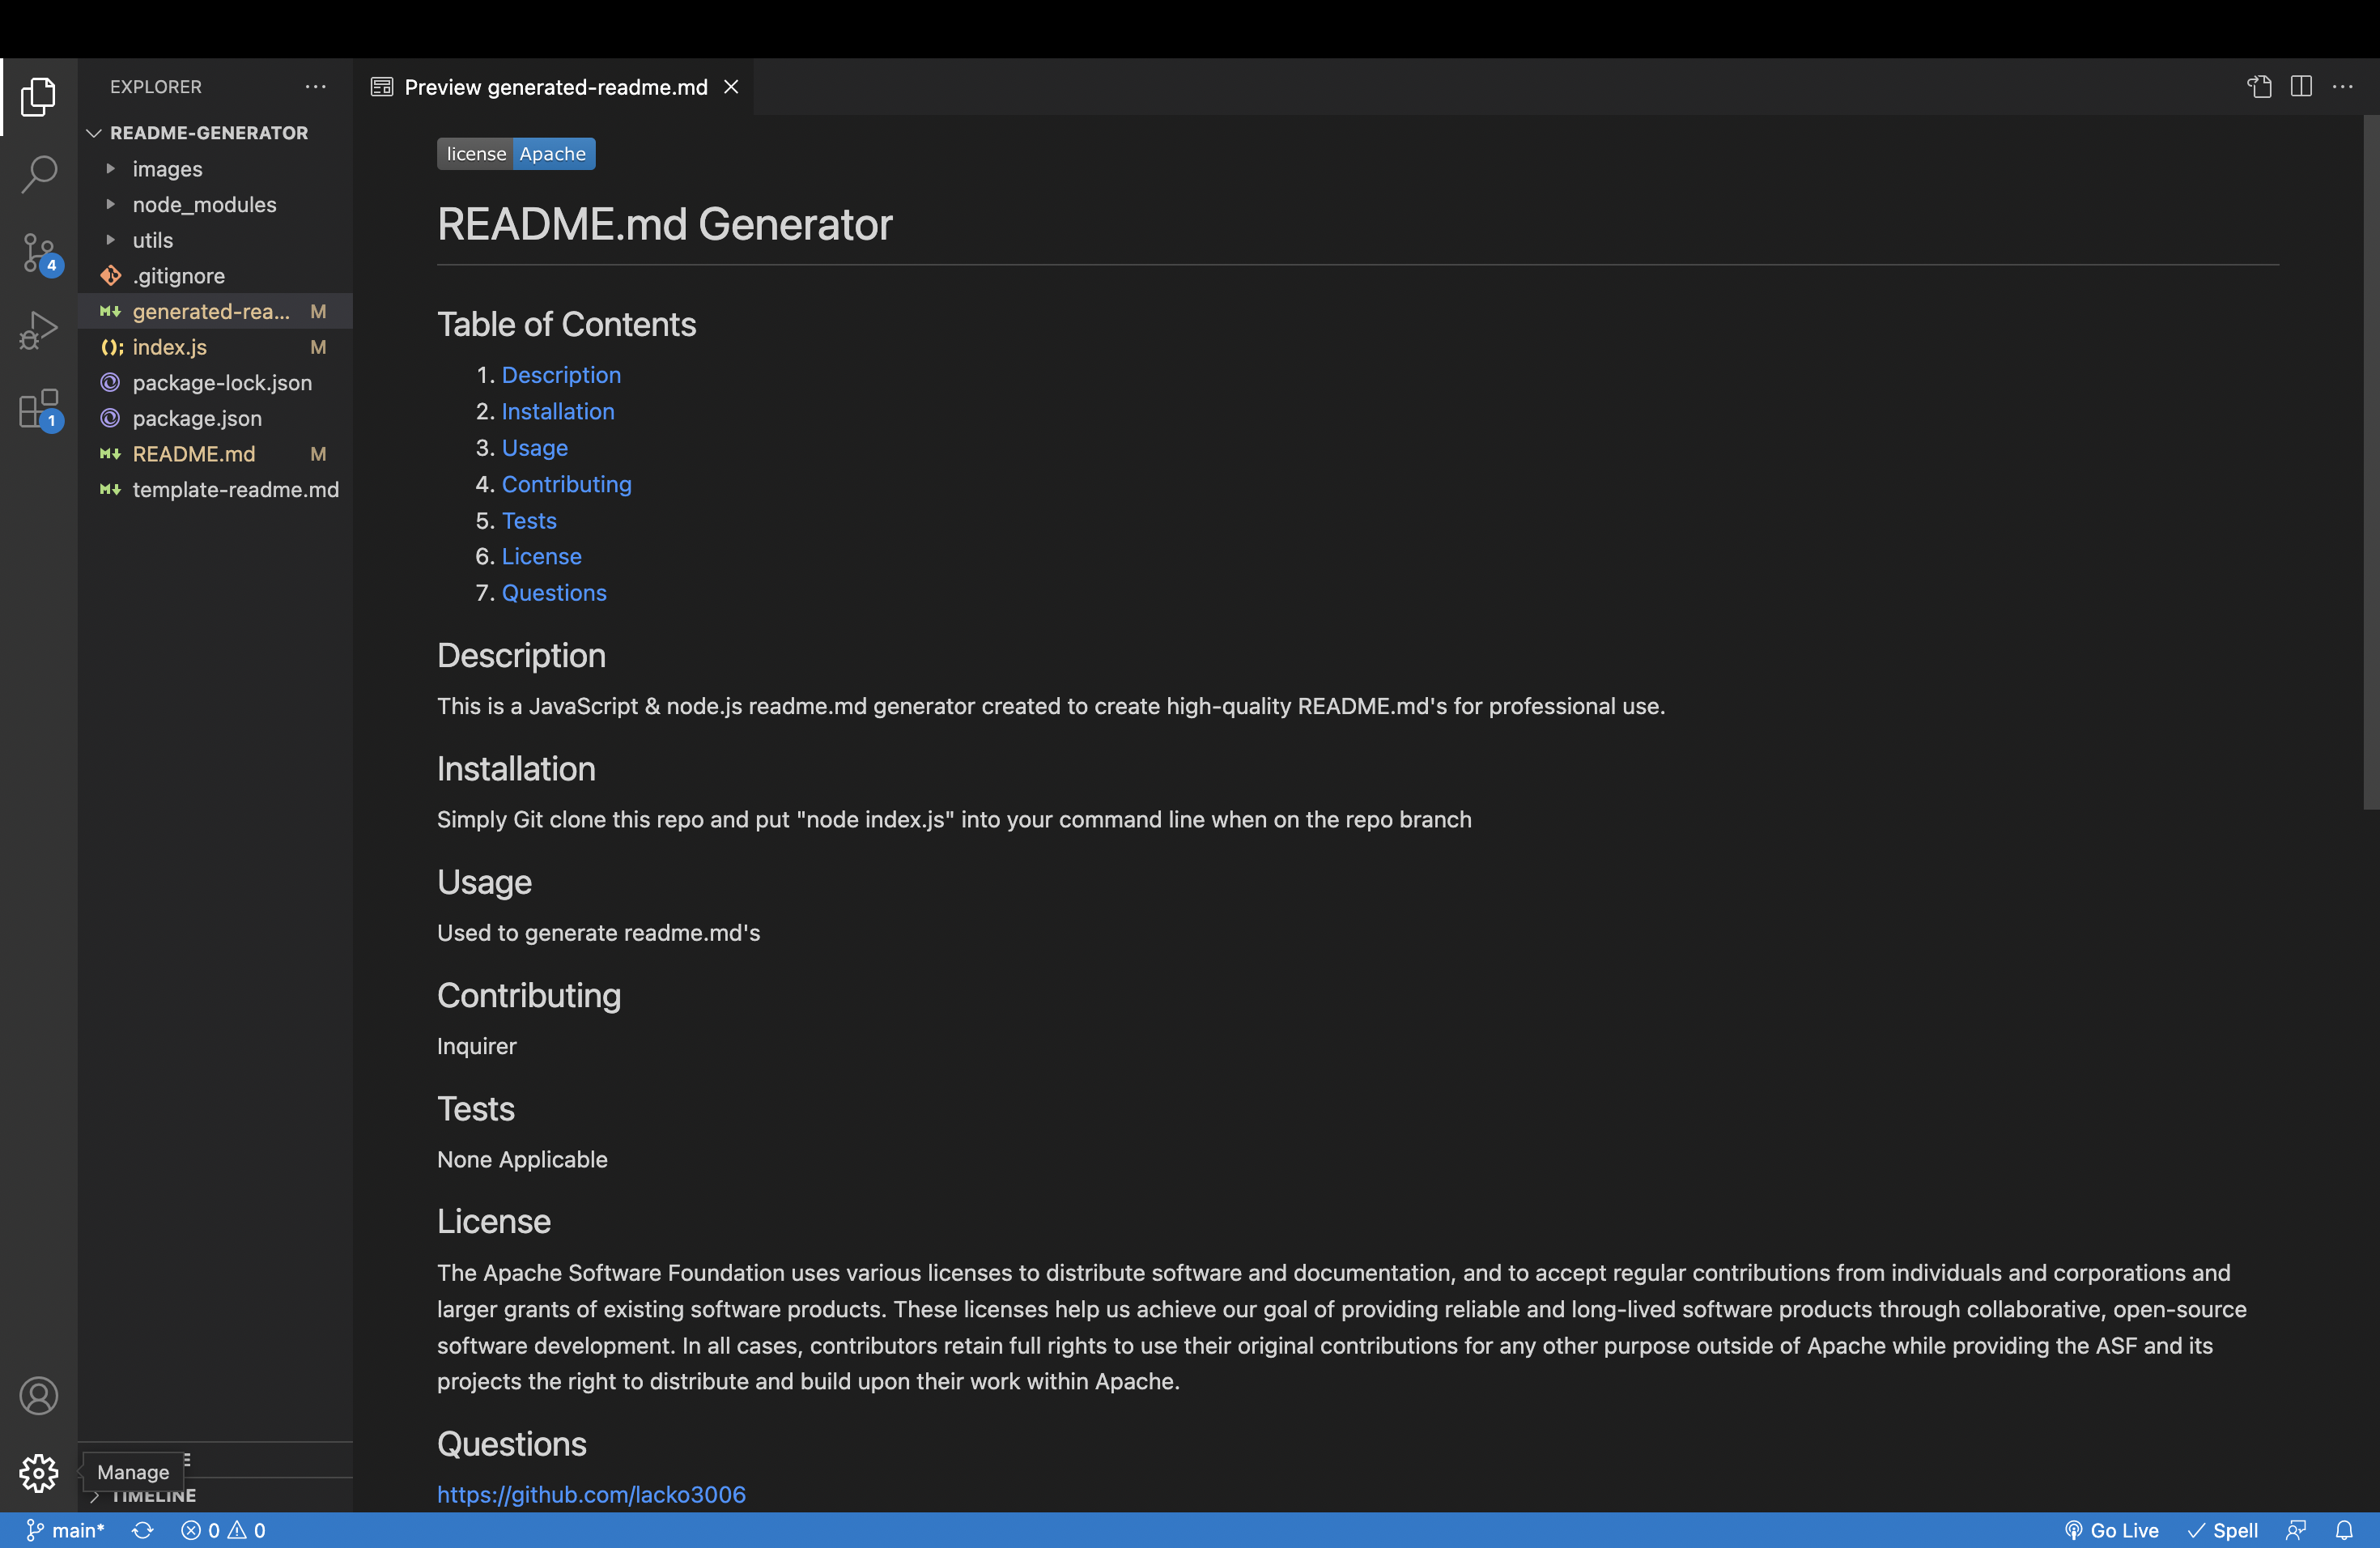 EXPLORER
Preview generated-readme.md
README-GENERATOR
images
node_modules
utils
.gitignore
generated-rea... M
index.js M
package-lock.json
package.json
README.md M
template-readme.md
4
1
license Apache
README.md Generator
Table of Contents
1. Description
2. Installation
3. Usage
4. Contributing
5. Tests
6. License
7. Questions
Description
This is a JavaScript & node.js readme.md generator created to create high-quality README.md's for professional use.
Installation
Simply Git clone this repo and put "node index.js" into your command line when on the repo branch
Usage
Used to generate readme.md's
Contributing
Inquirer
Tests
None Applicable
License
The Apache Software Foundation uses various licenses to distribute software and documentation, and to accept regular contributions from individuals and corporations and
larger grants of existing software products. These licenses help us achieve our goal of providing reliable and long-lived software products through collaborative, open-source
software development. In all cases, contributors retain full rights to use their original contributions for any other purpose outside of Apache while providing the ASF and its
projects the right to distribute and build upon their work within Apache.
Questions
https://github.com/lacko3006
Manage
TIMELINE
main* 0 0
Go Live Spell